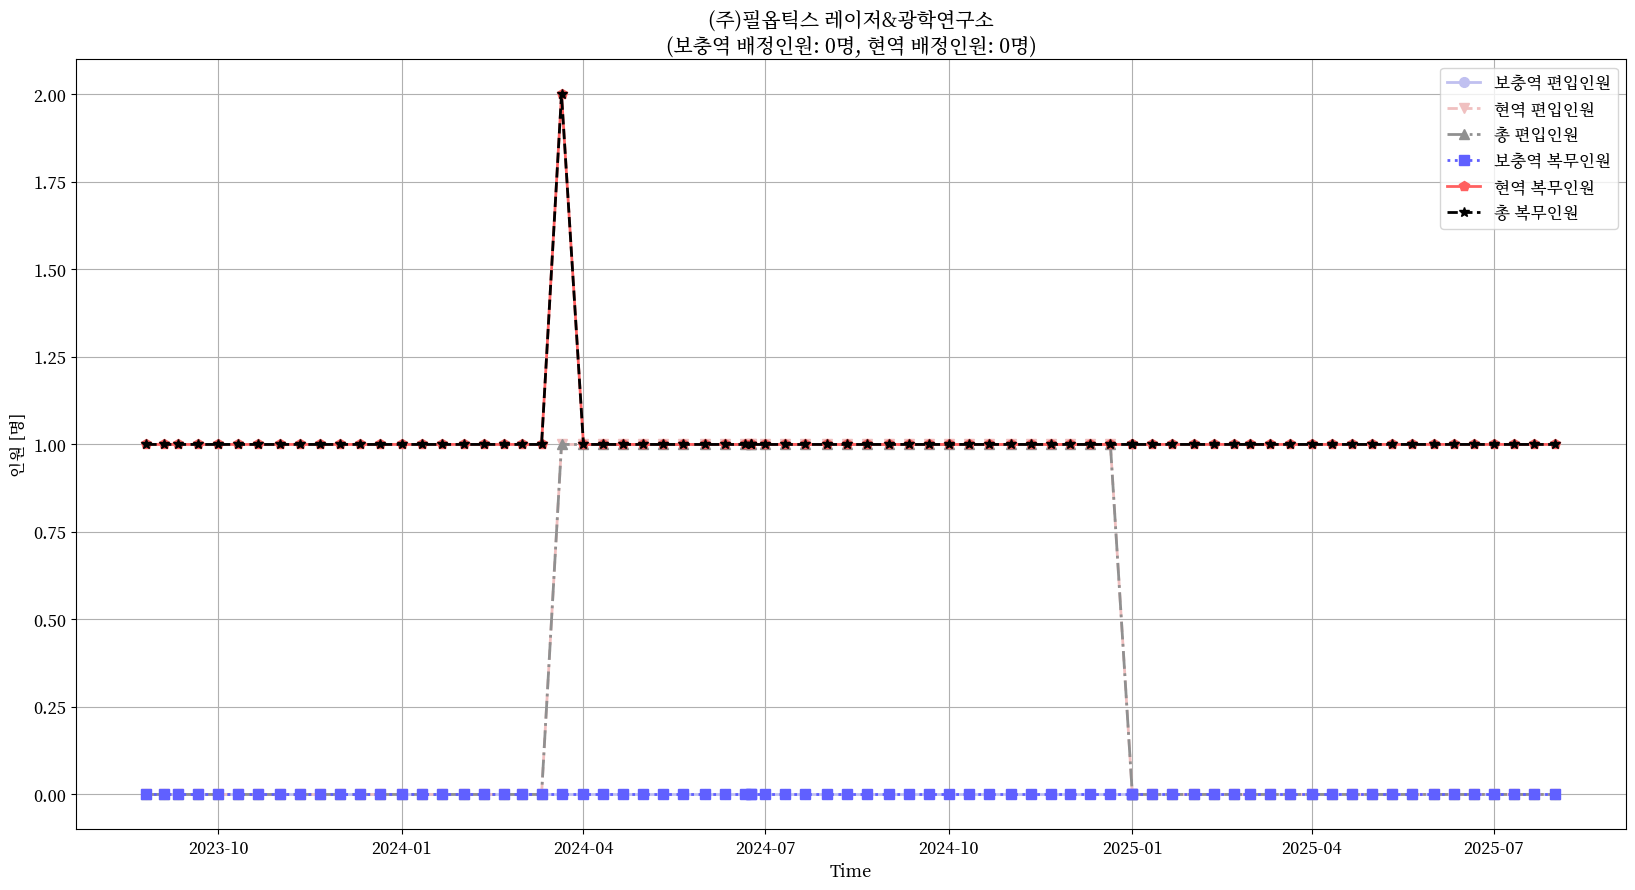 (주)필옵틱스 레이저&광학연구소
(보충역 배정인원: 0명, 현역 배정인원: 0명)
보충역 편입인원
현역 편입인원
총 편입인원
보충역 복무인원
현역 복무인원
총 복무인원
인원 [명]
2.00
1.75
1.50
1.25
1.00
0.75
0.50
0.25
0.00
2023-10
2024-01
2024-04
2024-07
2024-10
2025-01
2025-04
2025-07
Time